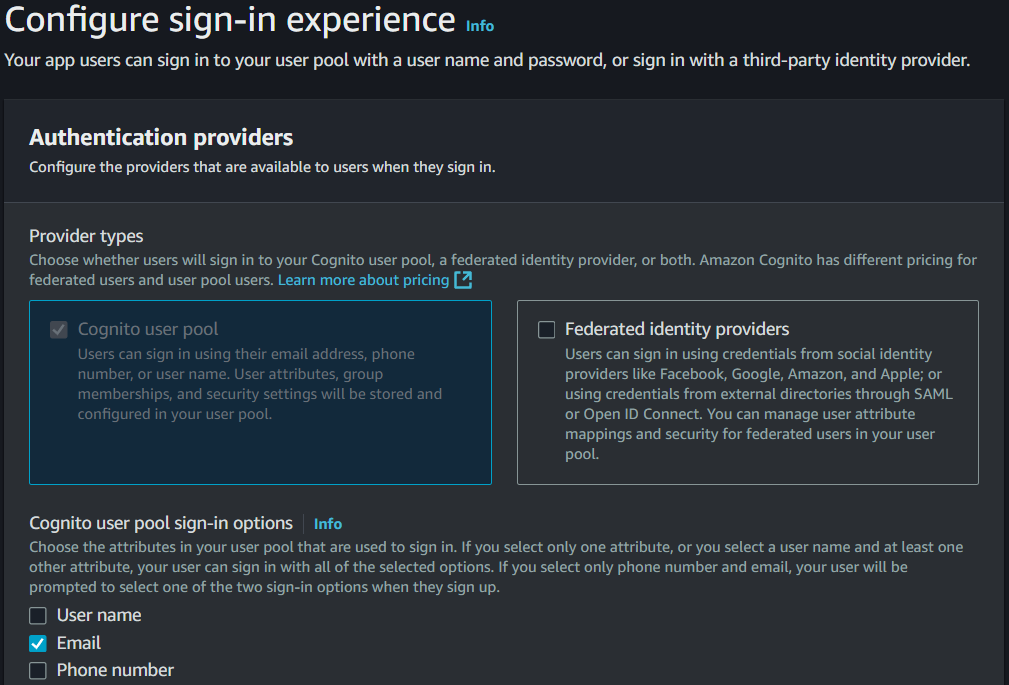 Configure sign-in experience Info
Your app users can sign in to your user pool with a user name and password, or sign in with a third-party identity provider.
Authentication providers
Configure the providers that are available to users when they sign in.
Provider types
Choose whether users will sign in to your Cognito user pool, a federated identity provider, or both. Amazon Cognito has different pricing for
federated users and user pool users. Learn more about pricing
Cognito user pool
Users can sign in using their email address, phone
number, or user name. User attributes, group
memberships, and security settings will be stored and
configured in your user pool.
Federated identity providers
Users can sign in using credentials from social identity
providers like Facebook, Google, Amazon, and Apple; or
using credentials from external directories through SAML
or Open ID Connect. You can manage user attribute
mappings and security for federated users in your user
pool.
Cognito user pool sign-in options Info
Choose the attributes in your user pool that are used to sign in. If you select only one attribute, or you select a user name and at least one
other attribute, your user can sign in with all of the selected options. If you select only phone number and email, your user will be
prompted to select one of the two sign-in options when they sign up.
User name
Email
Phone number